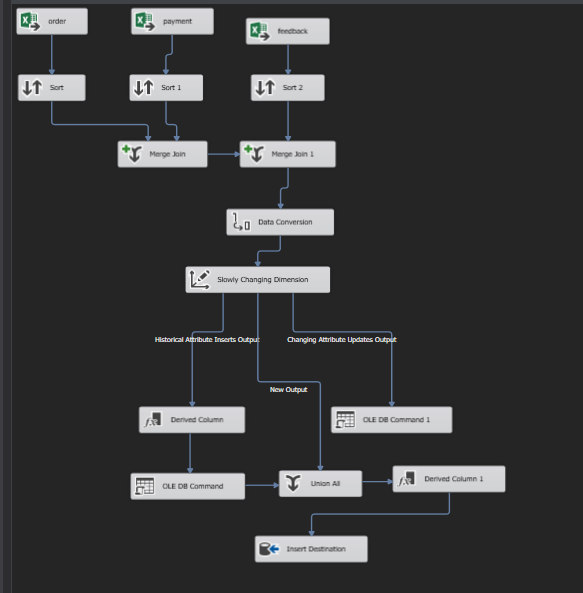 order
payment
feedback
Sort
Sort 1
Sort 2
Merge Join
Merge Join 1
Data Conversion
Slowly Changing Dimension
Historical Attribute Inserts Output
Changing Attribute Updates Output
New Output
Derived Column
OLE DB Command 1
OLE DB Command
Union All
Derived Column 1
Insert Destination